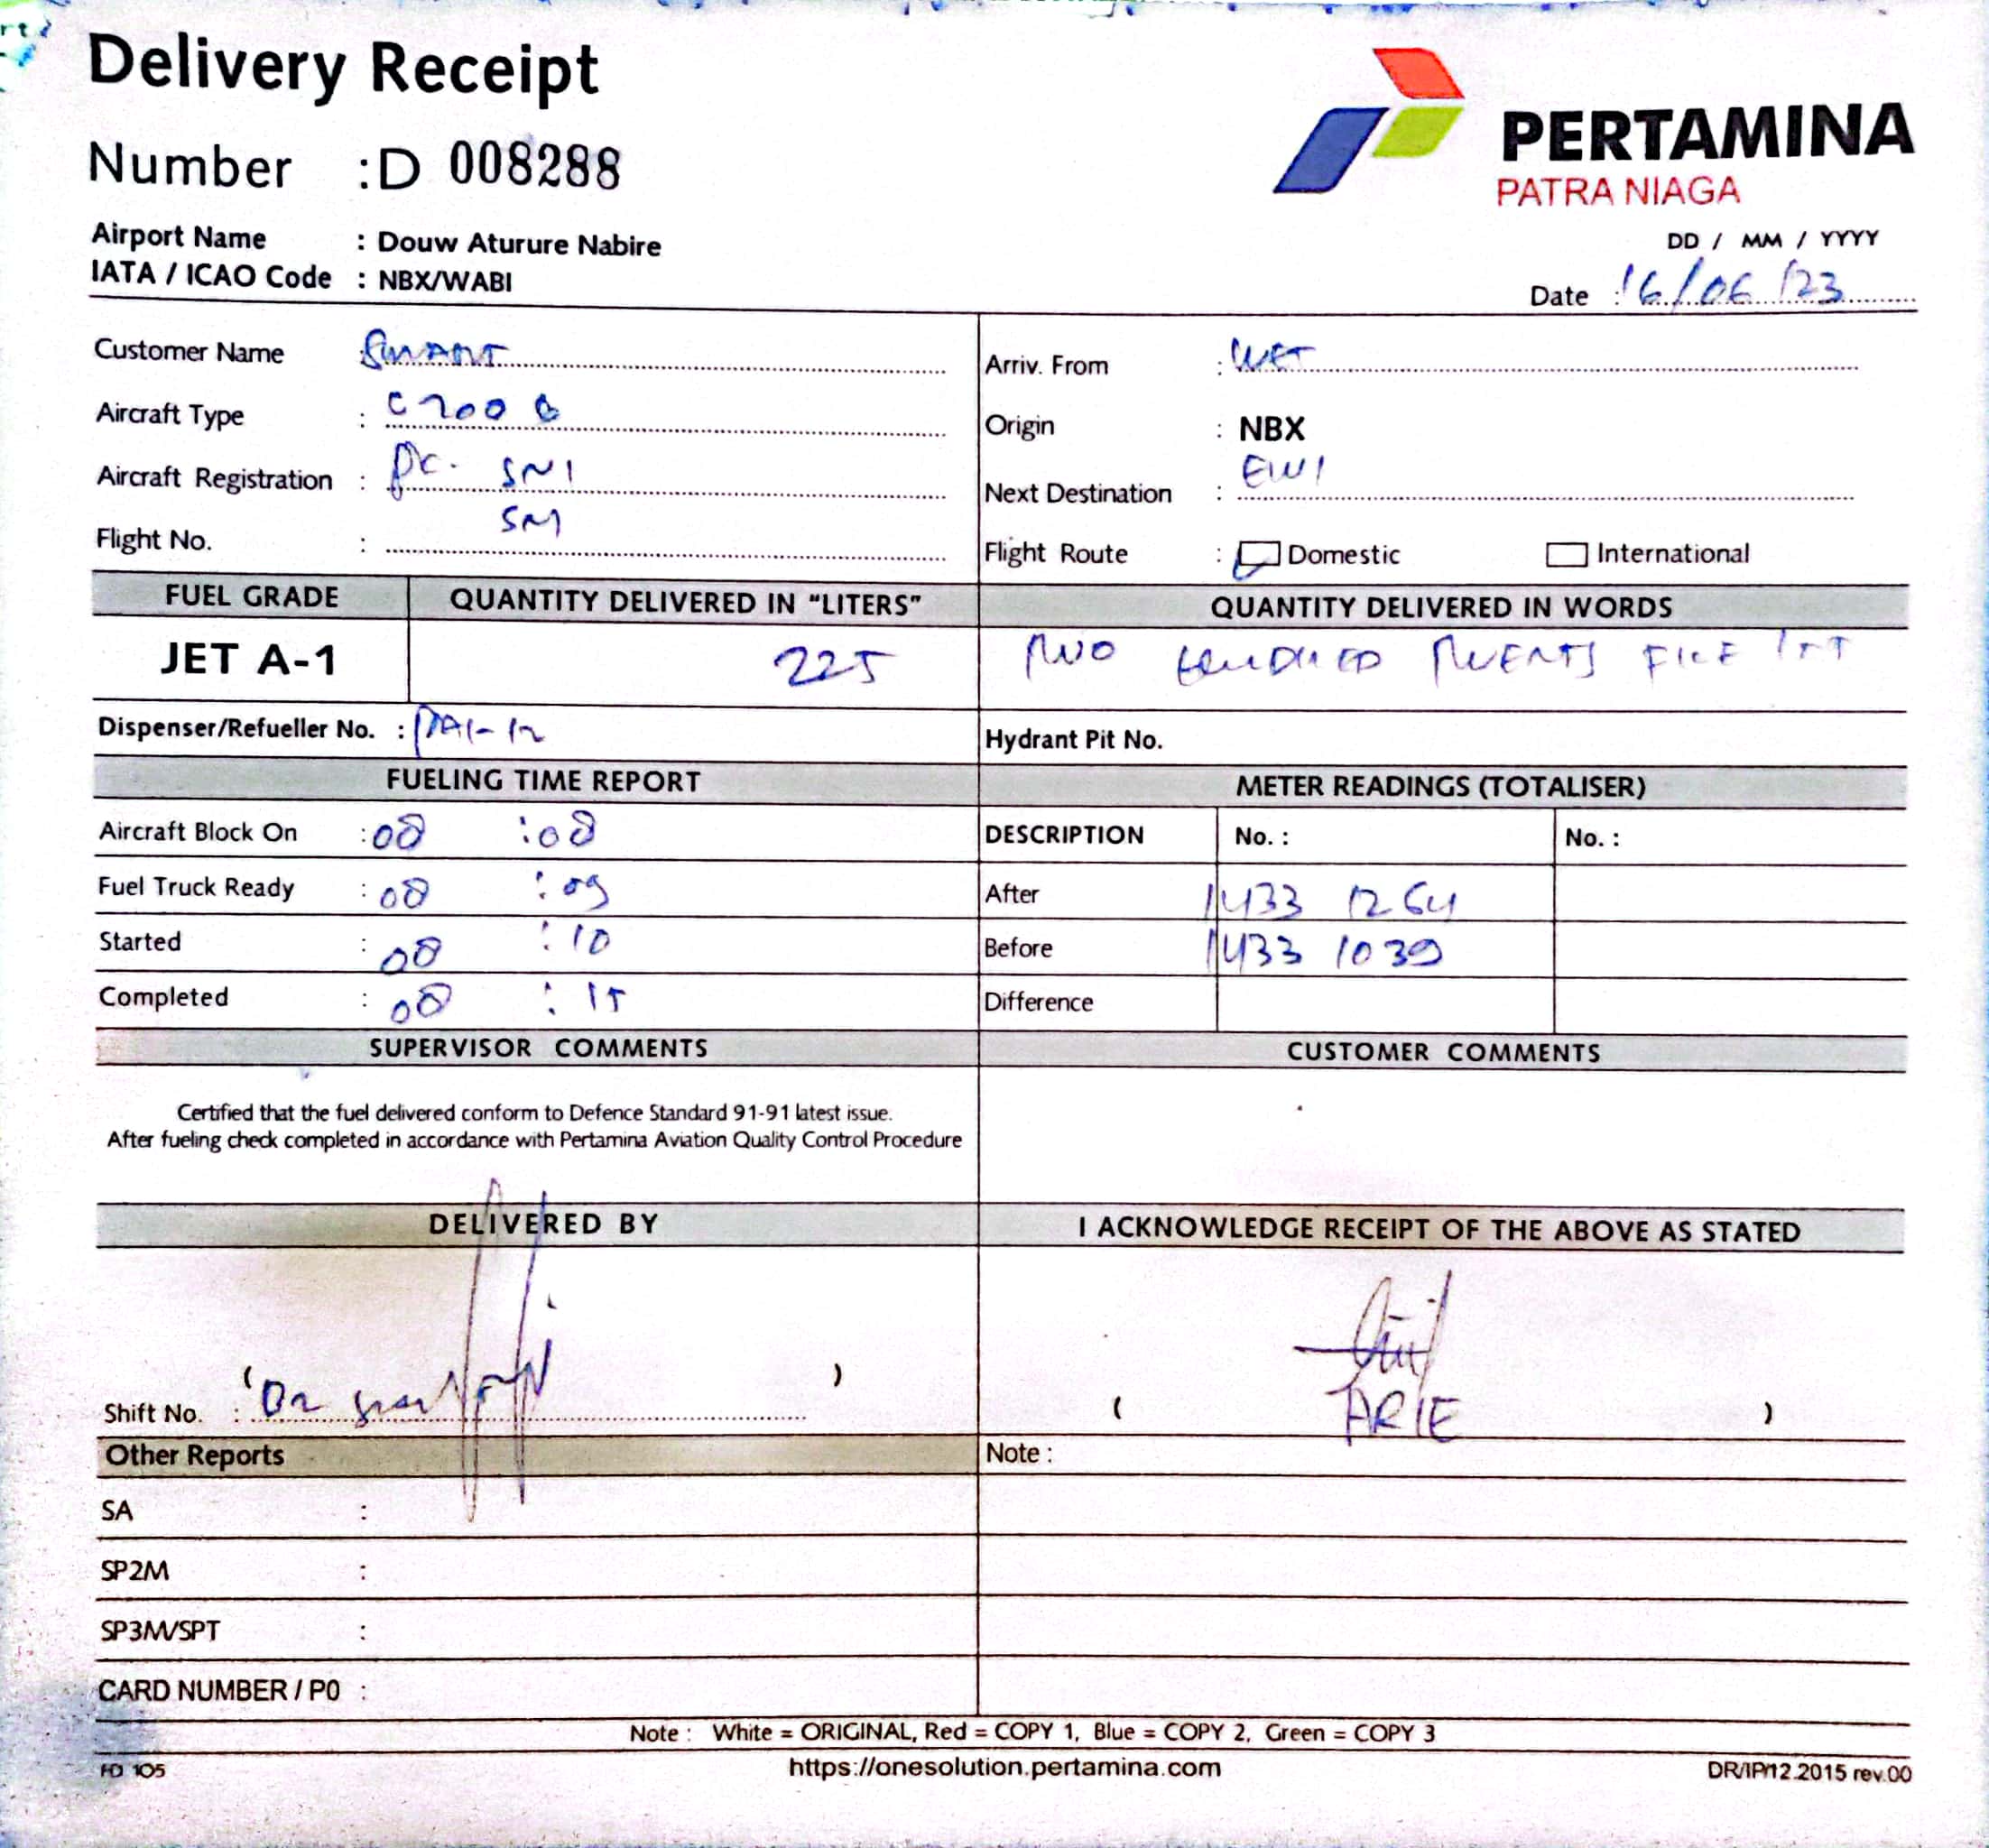 Delivery Receipt
Number :D 008288
PERTAMINA
PATRA NIAGA
Airport Name : Douw Aturure Nabire
IATA / ICAO Code : NBX/WABI
DD / MM / YYYY
Date : 16/06/23
Customer Name
Arriv. From :
Aircraft Type :
Origin : NBX
Aircraft Registration : PC. SN1
Next Destination : EWI
Flight No. : SN1
Flight Route : Domestic International
FUEL GRADE QUANTITY DELIVERED IN "LITERS" QUANTITY DELIVERED IN WORDS
JET A-1 225 TWO HUNDRED TWENTY FIVE
Dispenser/Refueller No. :
Hydrant Pit No.
FUELING TIME REPORT METER READINGS (TOTALISER)
Aircraft Block On :08 :08 DESCRIPTION No. : No. :
Fuel Truck Ready : 08 : 09 After 1433 1264
Started : 08 : 10 Before 1433 1039
Completed : 08 : 15 Difference
SUPERVISOR COMMENTS CUSTOMER COMMENTS
Certified that the fuel delivered conform to Defence Standard 91-91 latest issue.
After fueling check completed in accordance with Pertamina Aviation Quality Control Procedure
DELIVERED BY I ACKNOWLEDGE RECEIPT OF THE ABOVE AS STATED
( )
Shift No. :
( ARIE )
Other Reports Note :
SA :
SP2M :
SP3M/SPT :
CARD NUMBER / PO :
Note : White = ORIGINAL, Red = COPY 1, Blue = COPY 2, Green = COPY 3
FD 105 https://onesolution.pertamina.com DR/IP/12.2015 rev.00